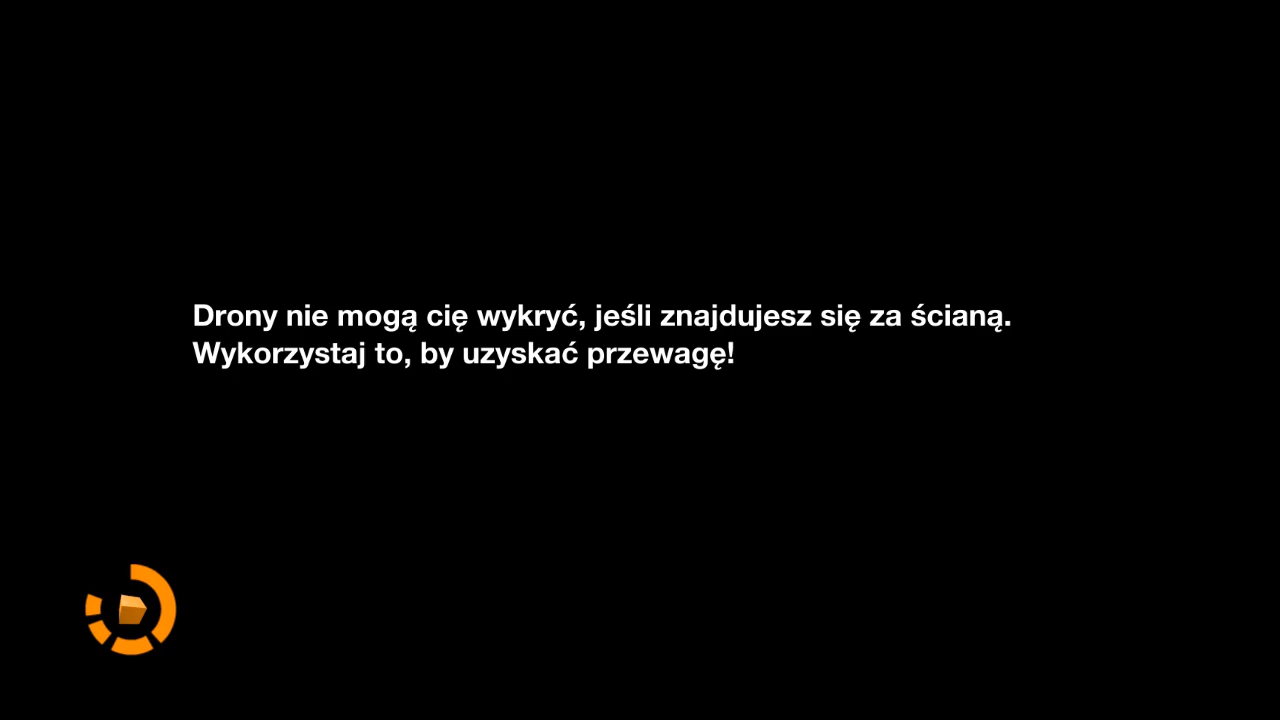 Drony nie mogą cię wykryć, jeśli znajdujesz się za ścianą.
Wykorzystaj to, by uzyskać przewagę!